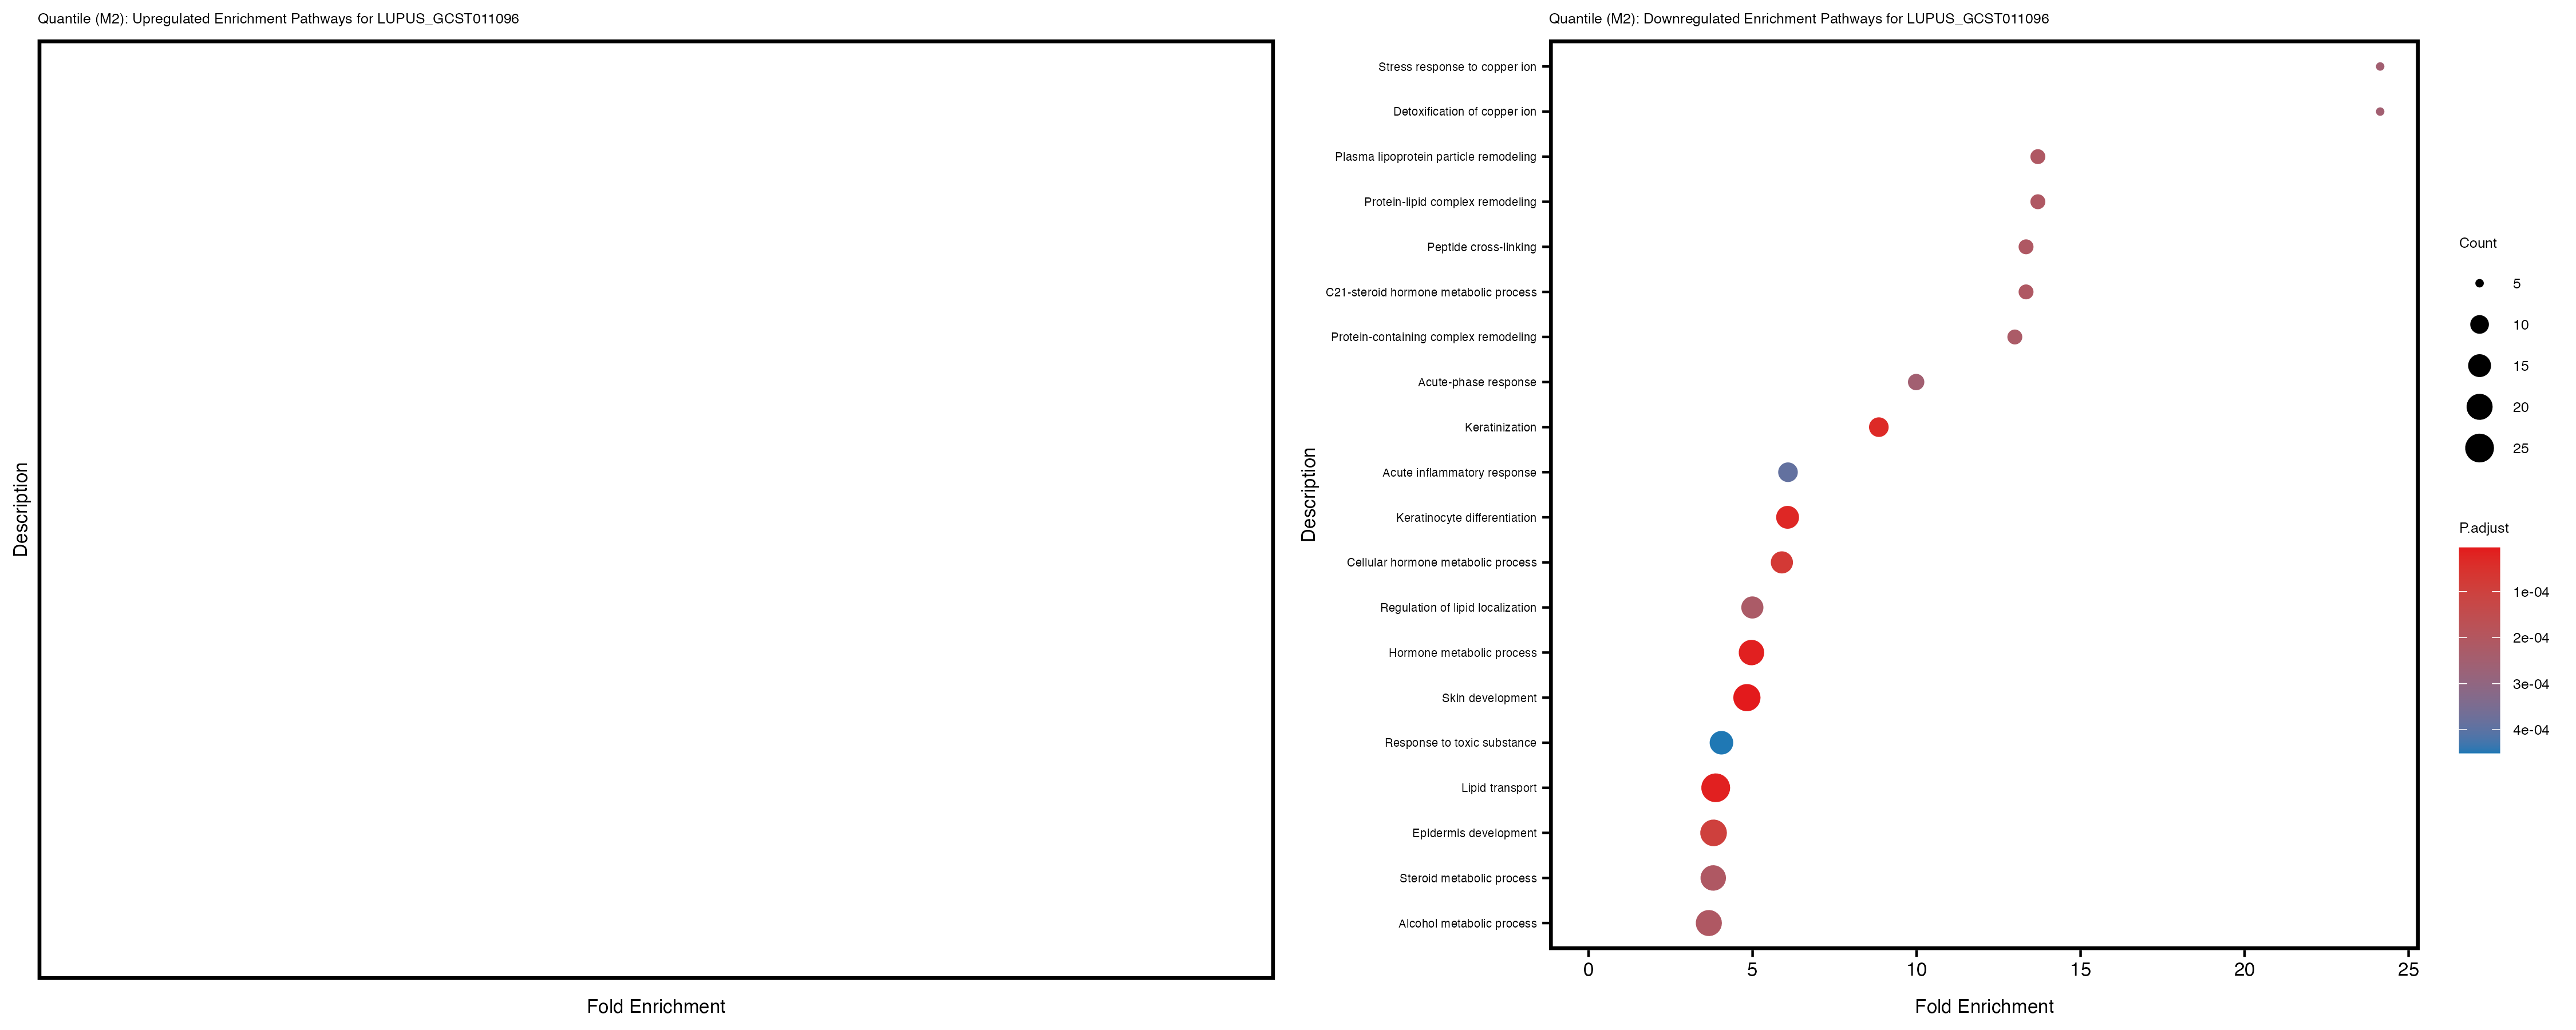 Quantile (M2): Upregulated Enrichment Pathways for LUPUS_GCST011096
Description
Fold Enrichment
Quantile (M2): Downregulated Enrichment Pathways for LUPUS_GCST011096
Description
Stress response to copper ion
Detoxification of copper ion
Plasma lipoprotein particle remodeling
Protein-lipid complex remodeling
Peptide cross-linking
C21-steroid hormone metabolic process
Protein-containing complex remodeling
Acute-phase response
Keratinization
Acute inflammatory response
Keratinocyte differentiation
Cellular hormone metabolic process
Regulation of lipid localization
Hormone metabolic process
Skin development
Response to toxic substance
Lipid transport
Epidermis development
Steroid metabolic process
Alcohol metabolic process
0 5 10 15 20 25
Fold Enrichment
Count
5
10
15
20
25
P.adjust
1e-04
2e-04
3e-04
4e-04